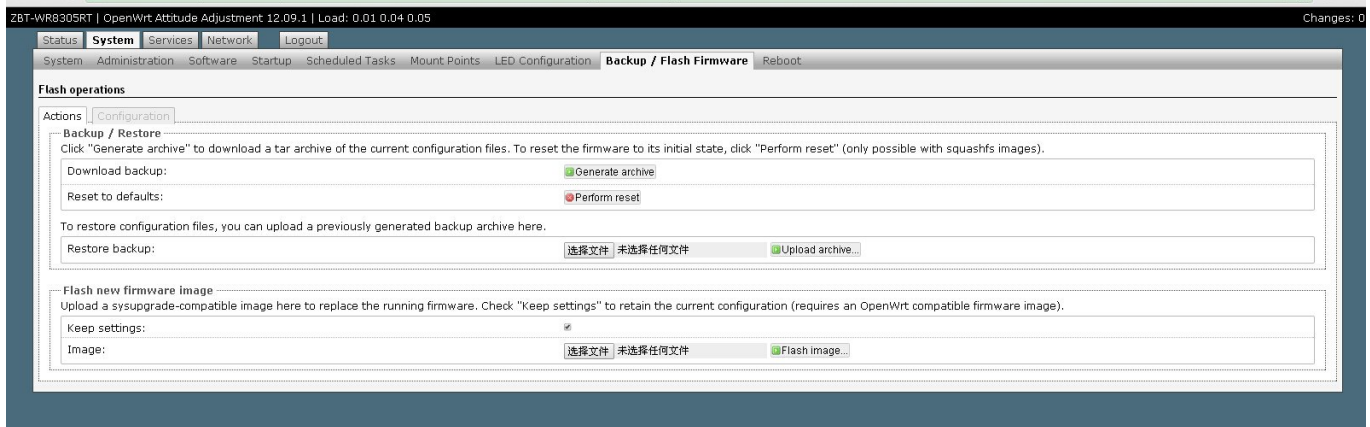 ZBT-WR8305RT | OpenWrt Attitude Adjustment 12.09.1 | Load: 0.01 0.04 0.05 Changes: 0
Status System Services Network Logout
System Administration Software Startup Scheduled Tasks Mount Points LED Configuration Backup / Flash Firmware Reboot
Flash operations
Actions Configuration
Backup / Restore
Click "Generate archive" to download a tar archive of the current configuration files. To reset the firmware to its initial state, click "Perform reset" (only possible with squashfs images).
Download backup: Generate archive
Reset to defaults: Perform reset
To restore configuration files, you can upload a previously generated backup archive here.
Restore backup: 选择文件 未选择任何文件 Upload archive...
Flash new firmware image
Upload a sysupgrade-compatible image here to replace the running firmware. Check "Keep settings" to retain the current configuration (requires an OpenWrt compatible firmware image).
Keep settings:
Image: 选择文件 未选择任何文件 Flash image...